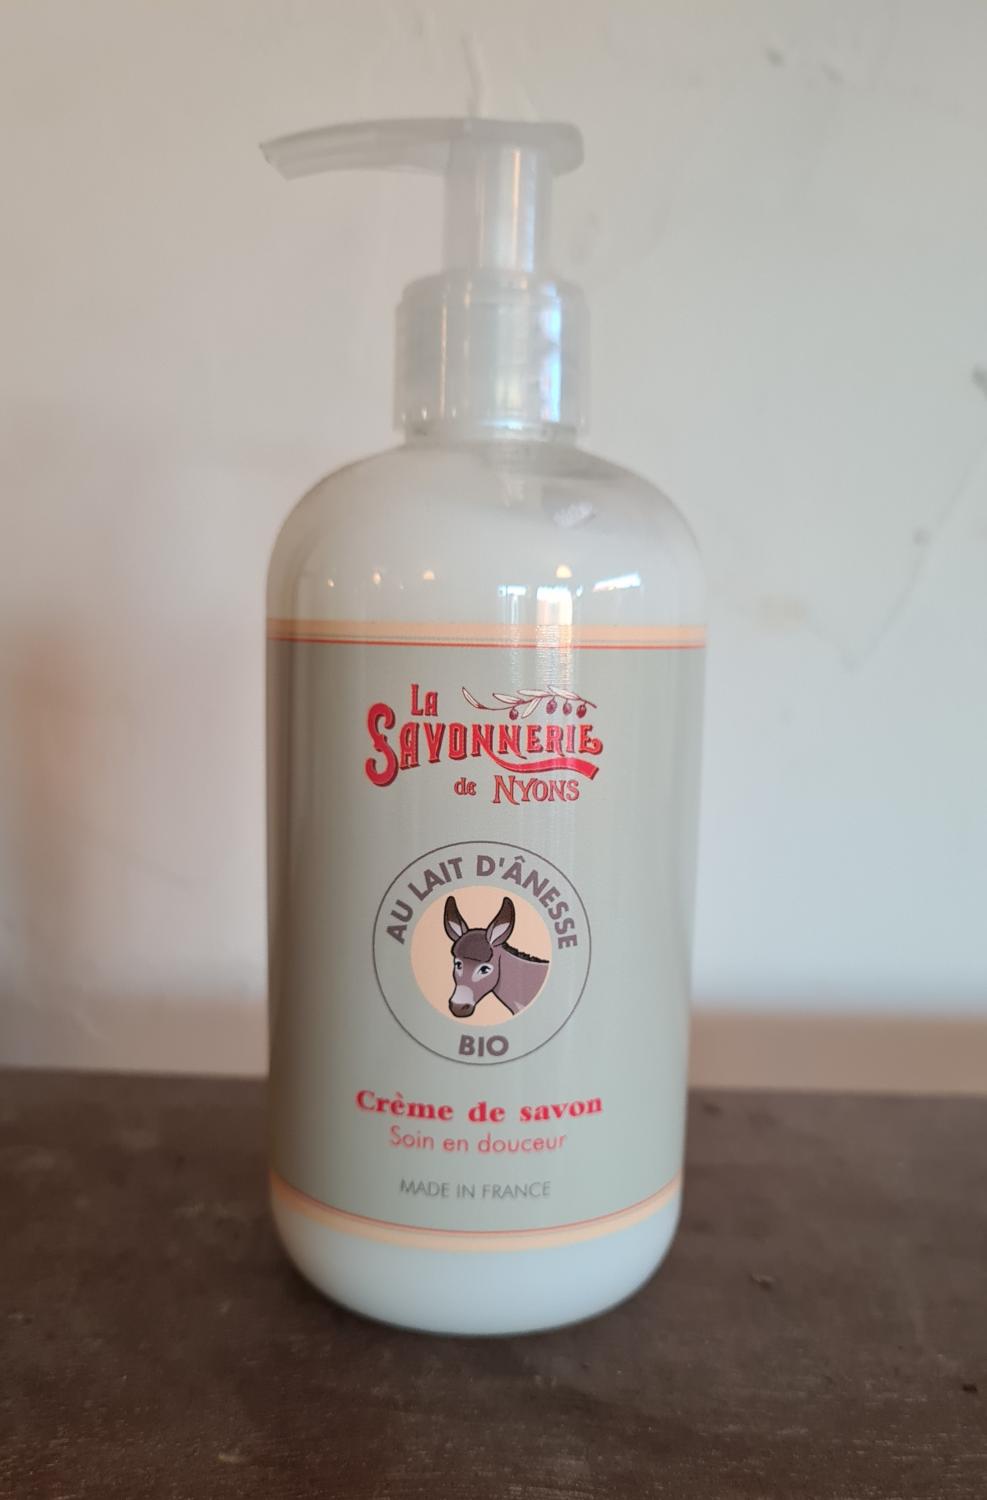 LA
SAVONNERIE
de NYONS
AU LAIT D'ÂNESSE
BIO
Crème de savon
Soin en douceur
MADE IN FRANCE